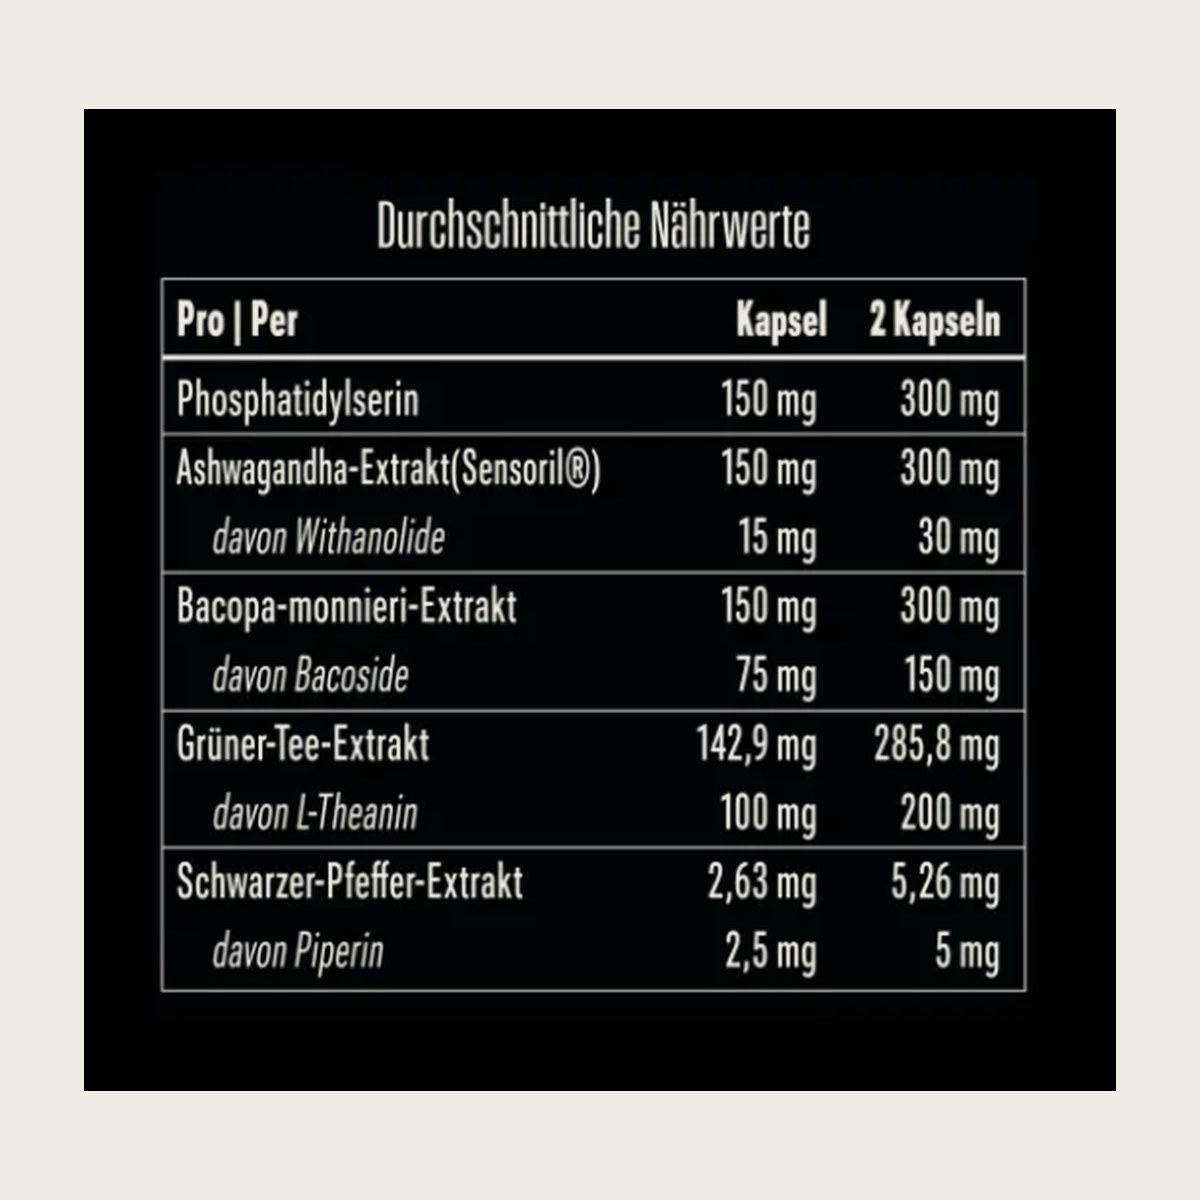 Durchschnittliche Nährwerte
Pro | Per Kapsel 2 Kapseln
Phosphatidylserin 150 mg 300 mg
Ashwagandha-Extrakt(Sensoril®) 150 mg 300 mg
davon Withanolide 15 mg 30 mg
Bacopa-monnieri-Extrakt 150 mg 300 mg
davon Bacoside 75 mg 150 mg
Grüner-Tee-Extrakt 142,9 mg 285,8 mg
davon L-Theanin 100 mg 200 mg
Schwarzer-Pfeffer-Extrakt 2,63 mg 5,26 mg
davon Piperin 2,5 mg 5 mg